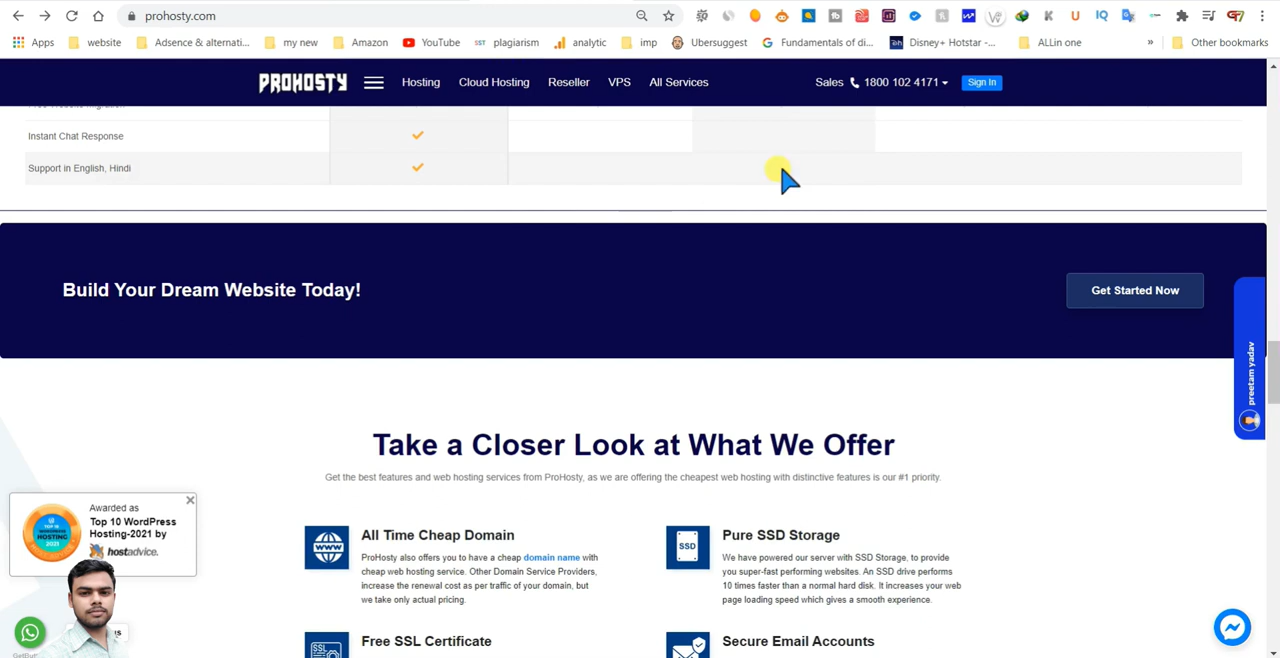 prohosty.com
Apps
website
Adsence & alternati...
my new
Amazon
YouTube
SST plagiarism
analytic
imp
Ubersuggest
Fundamentals of di...
Disney+ Hotstar -...
ALLin one
»
Other bookmarks
PROHOSTY
Hosting
Cloud Hosting
Reseller
VPS
All Services
Sales 1800 102 4171
Sign In
Free Website Migration
Instant Chat Response
Support in English, Hindi
Build Your Dream Website Today!
Get Started Now
preetam yadav
Take a Closer Look at What We Offer
Get the best features and web hosting services from ProHosty, as we are offering the cheapest web hosting with distinctive features is our #1 priority.
Awarded as
Top 10 WordPress
Hosting-2021 by
hostadvice.
WWW
All Time Cheap Domain
ProHosty also offers you to have a cheap domain name with
cheap web hosting service. Other Domain Service Providers,
increase the renewal cost as per traffic of your domain, but
we take only actual pricing.
SSD
Pure SSD Storage
We have powered our server with SSD Storage, to provide
you super-fast performing websites. An SSD drive performs
10 times faster than a normal hard disk. It increases your web
page loading speed which gives a smooth experience.
Free SSL Certificate
Secure Email Accounts